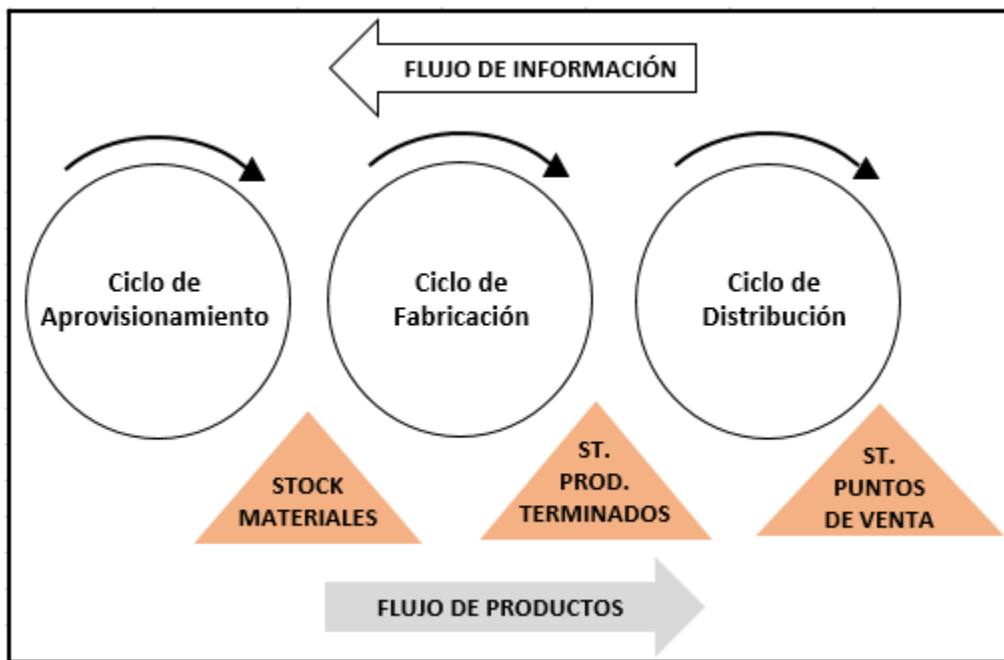 FLUJO DE INFORMACIÓN
Ciclo de
Aprovisionamiento
Ciclo de
Fabricación
Ciclo de
Distribución
STOCK
MATERIALES
ST.
PROD.
TERMINADOS
ST.
PUNTOS
DE VENTA
FLUJO DE PRODUCTOS